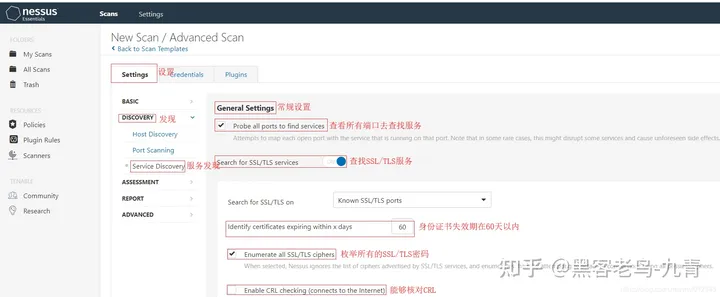 nessus
Essentials
Scans
Settings
FOLDERS
My Scans
All Scans
Trash
RESOURCES
Policies
Plugin Rules
Scanners
TENABLE
Community
Research
New Scan / Advanced Scan
Back to Scan Templates
Settings 设置
Credentials
Plugins
BASIC
DISCOVERY 发现
Host Discovery
Port Scanning
Service Discovery 服务发现
ASSESSMENT
REPORT
ADVANCED
General Settings 常规设置
Probe all ports to find services 查看所有端口去查找服务
Attempts to map each open port with the service that is running on that port. Note that in some rare cases, this might disrupt some services and cause unforeseen side effects.
Search for SSL/TLS services 查找SSL/TLS服务
Search for SSL/TLS on Known SSL/TLS ports
Identify certificates expiring within x days 60 身份证书失效期在60天以内
Enumerate all SSL/TLS ciphers 枚举所有的SSL/TLS密码
When selected, Nessus ignores the list of ciphers advertised by SSL/TLS services, and enumerates
Enable CRL checking (connects to the Internet) 能够核对CRL
知乎 @黑客老鸟-九青